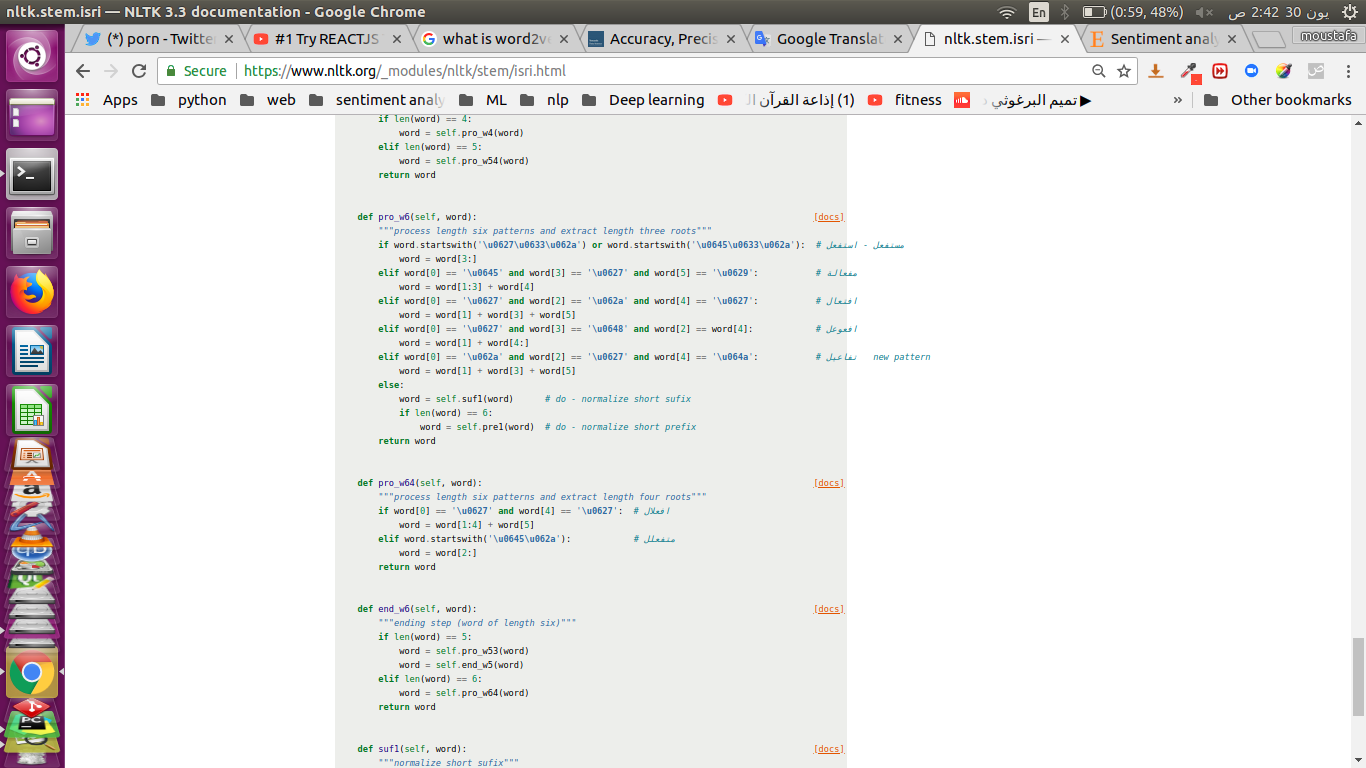 nltk.stem.isri — NLTK 3.3 documentation - Google Chrome
En
(0:59, 48%)
يون 30 2:42 ص
(*) porn - Twitte
#1 Try REACTJS
what is word2v
Accuracy, Precis
Google Translat
nltk.stem.isri —
Sentiment analy
moustafa
Secure
https://www.nltk.org/_modules/nltk/stem/isri.html
Apps
python
web
sentiment analy
ML
nlp
Deep learning
(1) إذاعة القرآن ال
fitness
▶ تميم البرغوثي
»
Other bookmarks
if len(word) == 4:
word = self.pro_w4(word)
elif len(word) == 5:
word = self.pro_w54(word)
return word
def pro_w6(self, word): [docs]
"""process length six patterns and extract length three roots"""
if word.startswith('\u0627\u0633\u062a') or word.startswith('\u0645\u0633\u062a'): # مستفعل - استفعل
word = word[3:]
elif word[0] == '\u0645' and word[3] == '\u0627' and word[5] == '\u0629': # مفعالة
word = word[1:3] + word[4]
elif word[0] == '\u0627' and word[2] == '\u062a' and word[4] == '\u0627': # افتعال
word = word[1] + word[3] + word[5]
elif word[0] == '\u0627' and word[3] == '\u0648' and word[2] == word[4]: # افعوعل
word = word[1] + word[4:]
elif word[0] == '\u062a' and word[2] == '\u0627' and word[4] == '\u064a': # تفاعيل new pattern
word = word[1] + word[3] + word[5]
else:
word = self.suf1(word) # do - normalize short sufix
if len(word) == 6:
word = self.pre1(word) # do - normalize short prefix
return word
def pro_w64(self, word): [docs]
"""process length six patterns and extract length four roots"""
if word[0] == '\u0627' and word[4] == '\u0627': # افعلال
word = word[1:4] + word[5]
elif word.startswith('\u0645\u062a'): # متفعلل
word = word[2:]
return word
def end_w6(self, word): [docs]
"""ending step (word of length six)"""
if len(word) == 5:
word = self.pro_w53(word)
word = self.end_w5(word)
elif len(word) == 6:
word = self.pro_w64(word)
return word
def suf1(self, word): [docs]
"""normalize short sufix"""